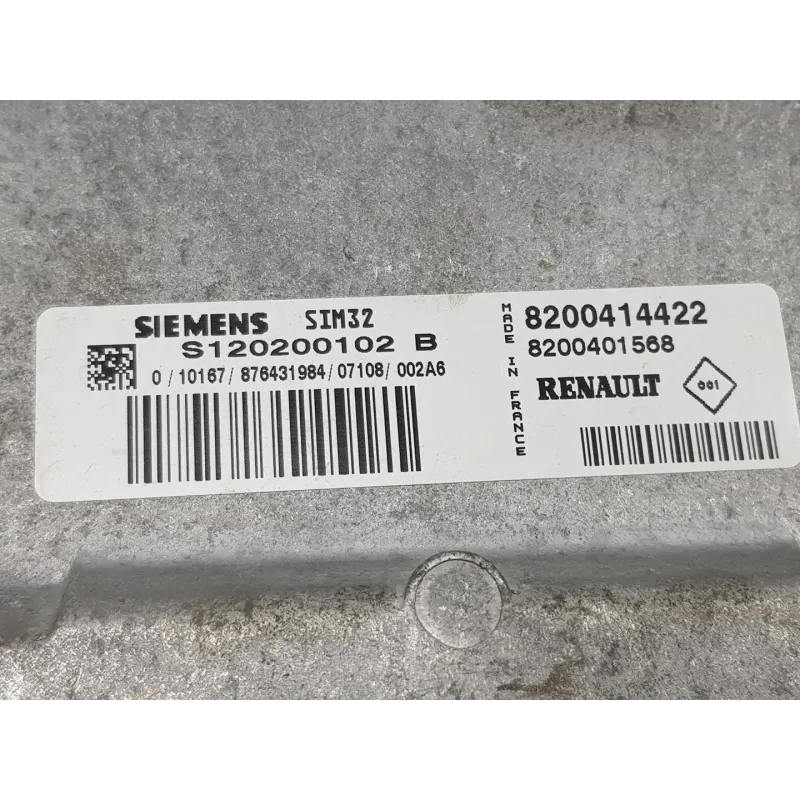 SIEMENS SIM32
S120200102 B
0/10167/876431984/07108/002A6
MADE IN FRANCE
8200414422
8200401568
RENAULT 001